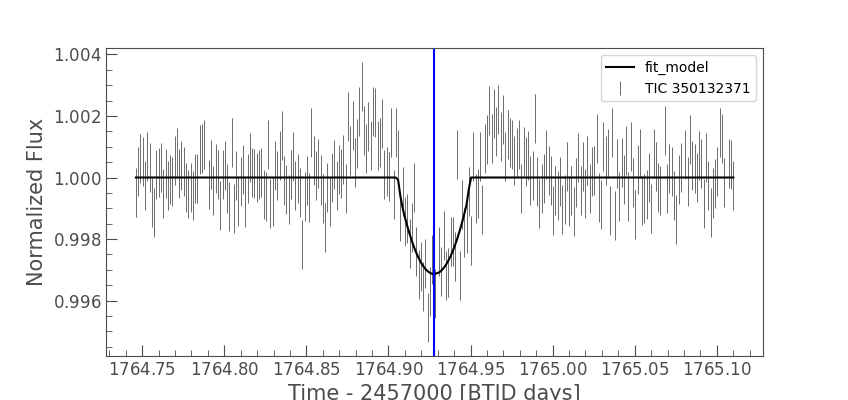 1.004
1.002
1.000
0.998
0.996
Normalized Flux
fit_model
TIC 350132371
1764.75 1764.80 1764.85 1764.90 1764.95 1765.00 1765.05 1765.10
Time - 2457000 [BTJD days]